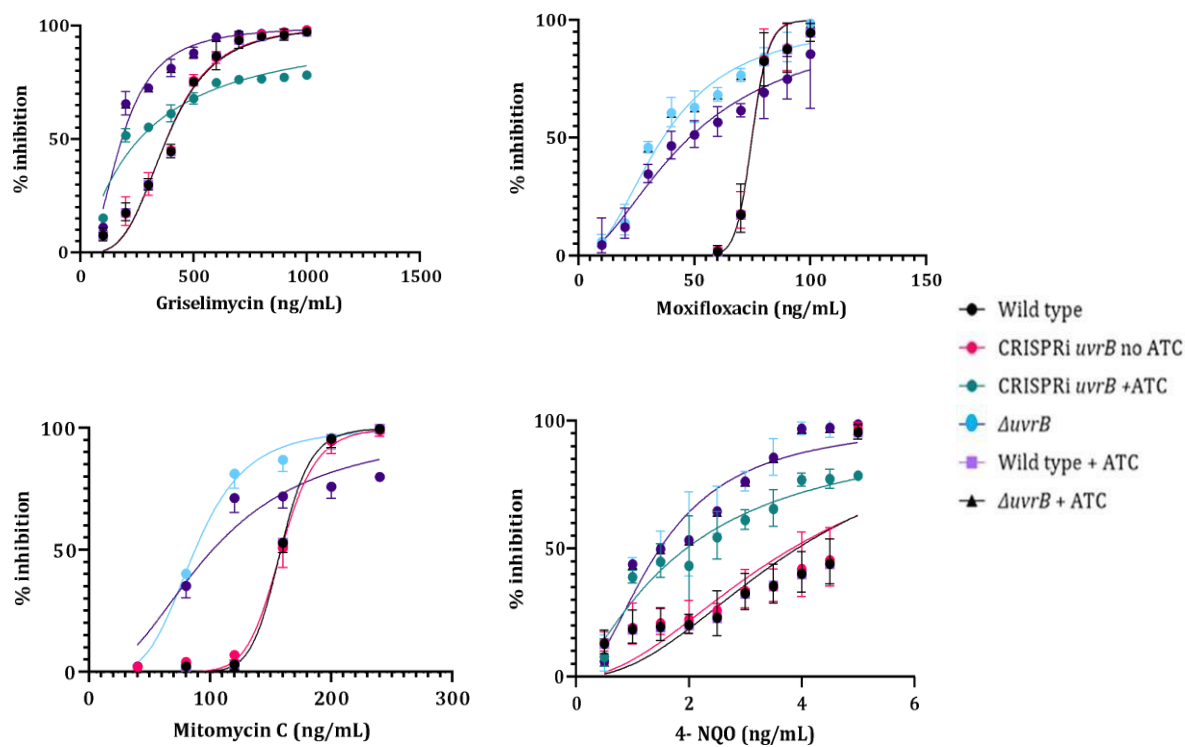 100
50
0
% inhibition
0
500
1000
1500
Griselimycin (ng/mL)
100
50
0
% inhibition
0
50
100
150
Moxifloxacin (ng/mL)
Wild type
CRISPRi uvrB no ATC
CRISPRi uvrB +ATC
ΔuvrB
Wild type + ATC
ΔuvrB + ATC
100
50
0
% inhibition
0
100
200
300
Mitomycin C (ng/mL)
100
50
0
% inhibition
0
2
4
6
4- NQO (ng/mL)